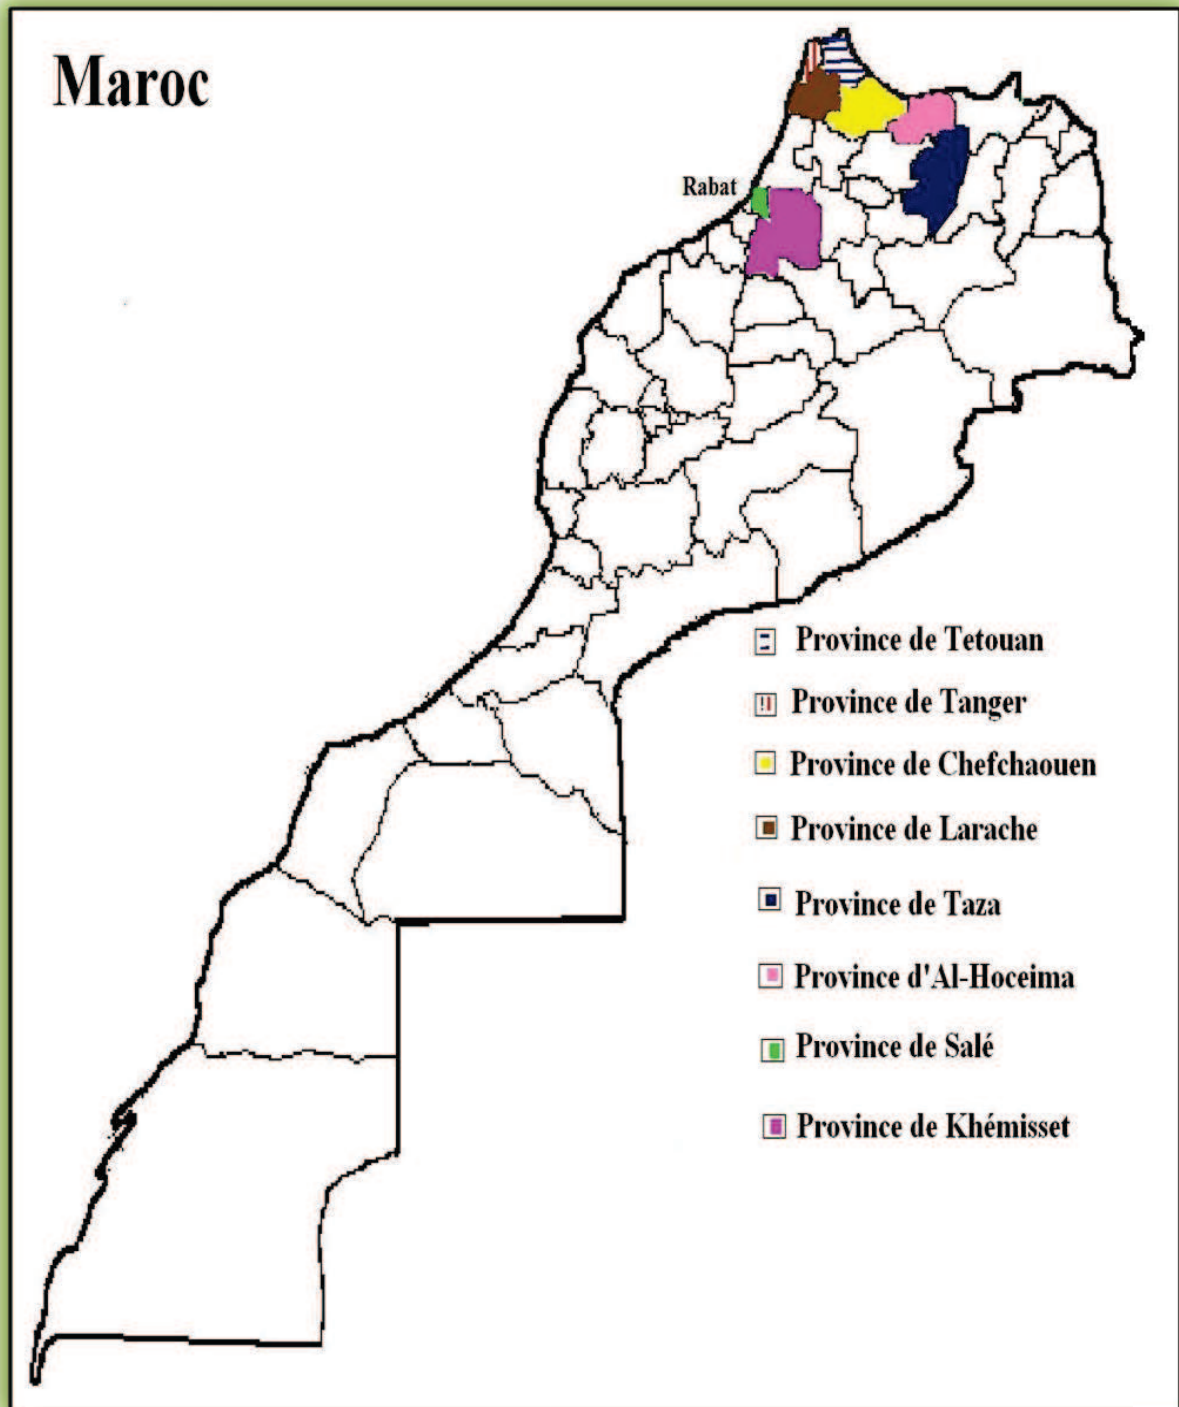 Maroc
Rabat
Province de Tetouan
Province de Tanger
Province de Chefchaouen
Province de Larache
Province de Taza
Province d'Al-Hoceima
Province de Salé
Province de Khémisset